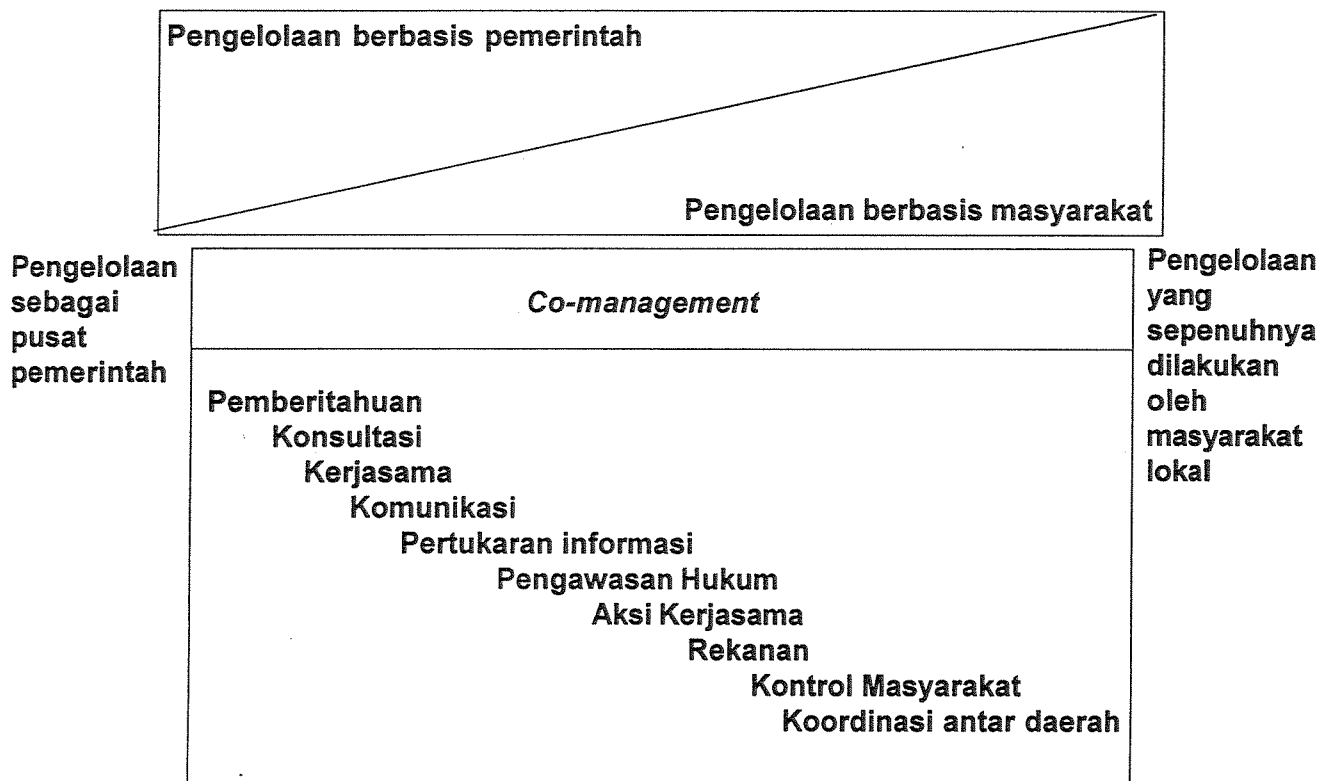 Pengelolaan berbasis pemerintah
Pengelolaan berbasis masyarakat
Pengelolaan
sebagai
pusat
pemerintah
Co-management
Pengelolaan
yang
sepenuhnya
dilakukan
oleh
masyarakat
lokal
Pemberitahuan
Konsultasi
Kerjasama
Komunikasi
Pertukaran informasi
Pengawasan Hukum
Aksi Kerjasama
Rekanan
Kontrol Masyarakat
Koordinasi antar daerah